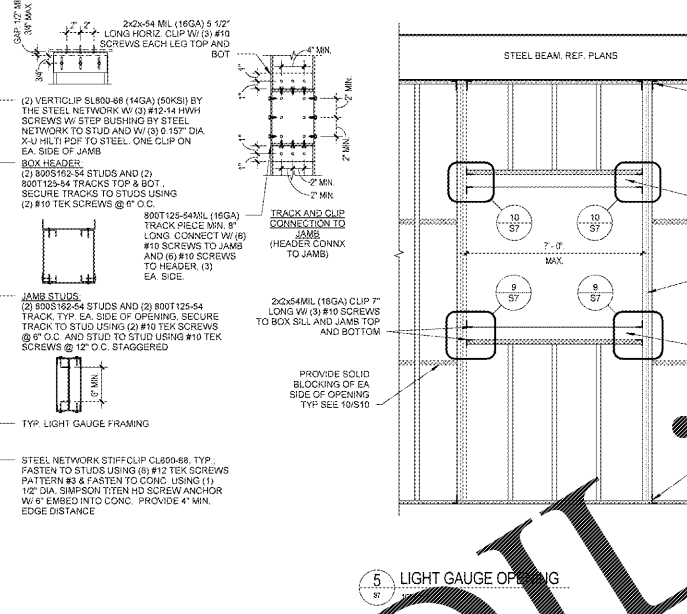 GAP: 1/2" MIN
3/4" MAX
2" 2"
3/4"
2x2x-54 MIL (16GA) 5 1/2"
LONG HORIZ. CLIP W/ (3) #10
SCREWS EACH LEG TOP AND
BOT
(2) VERTICLIP SL600-68 (14GA) (50KSI) BY
THE STEEL NETWORK W/ (3) #12-14 HWH
SCREWS W/ STEP BUSHING BY STEEL
NETWORK TO STUD AND W/ (3) 0.157" DIA.
X-U HILTI PDF TO STEEL. ONE CLIP ON
EA. SIDE OF JAMB
BOX HEADER:
(2) 800S162-54 STUDS AND (2)
800T125-54 TRACKS TOP & BOT.,
SECURE TRACKS TO STUDS USING
(2) #10 TEK SCREWS @ 6" O.C.
800T125-54MIL (16GA)
TRACK PIECE MIN. 8"
LONG. CONNECT W/ (6)
#10 SCREWS TO JAMB
AND (6) #10 SCREWS
TO HEADER, (3)
EA. SIDE.
JAMB STUDS:
(2) 800S162-54 STUDS AND (2) 800T125-54
TRACK, TYP. EA. SIDE OF OPENING, SECURE
TRACK TO STUD USING (2) #10 TEK SCREWS
@ 6" O.C. AND STUD TO STUD USING #10 TEK
SCREWS @ 12" O.C. STAGGERED
6" MIN.
TYP. LIGHT GAUGE FRAMING
STEEL NETWORK STIFFCLIP CL600-68, TYP.;
FASTEN TO STUDS USING (6) #12 TEK SCREWS
PATTERN #3 & FASTEN TO CONC. USING (1)
1/2" DIA. SIMPSON TITEN HD SCREW ANCHOR
W/ 6" EMBED INTO CONC. PROVIDE 4" MIN.
EDGE DISTANCE
4" MIN.
1"
1"
2" MIN.
2" MIN.
1"
1"
2" MIN.
2" MIN.
TRACK AND CLIP
CONNECTION TO
JAMB
(HEADER CONNX
TO JAMB)
2x2x54MIL (16GA) CLIP 7"
LONG W/ (3) #10 SCREWS
TO BOX SILL AND JAMB TOP
AND BOTTOM
PROVIDE SOLID
BLOCKING OF EA
SIDE OF OPENING
TYP SEE 10/S10
STEEL BEAM, REF. PLANS
10
S7
10
S7
7'- 0"
MAX.
9
S7
9
S7
5
S7
LIGHT GAUGE OPENING